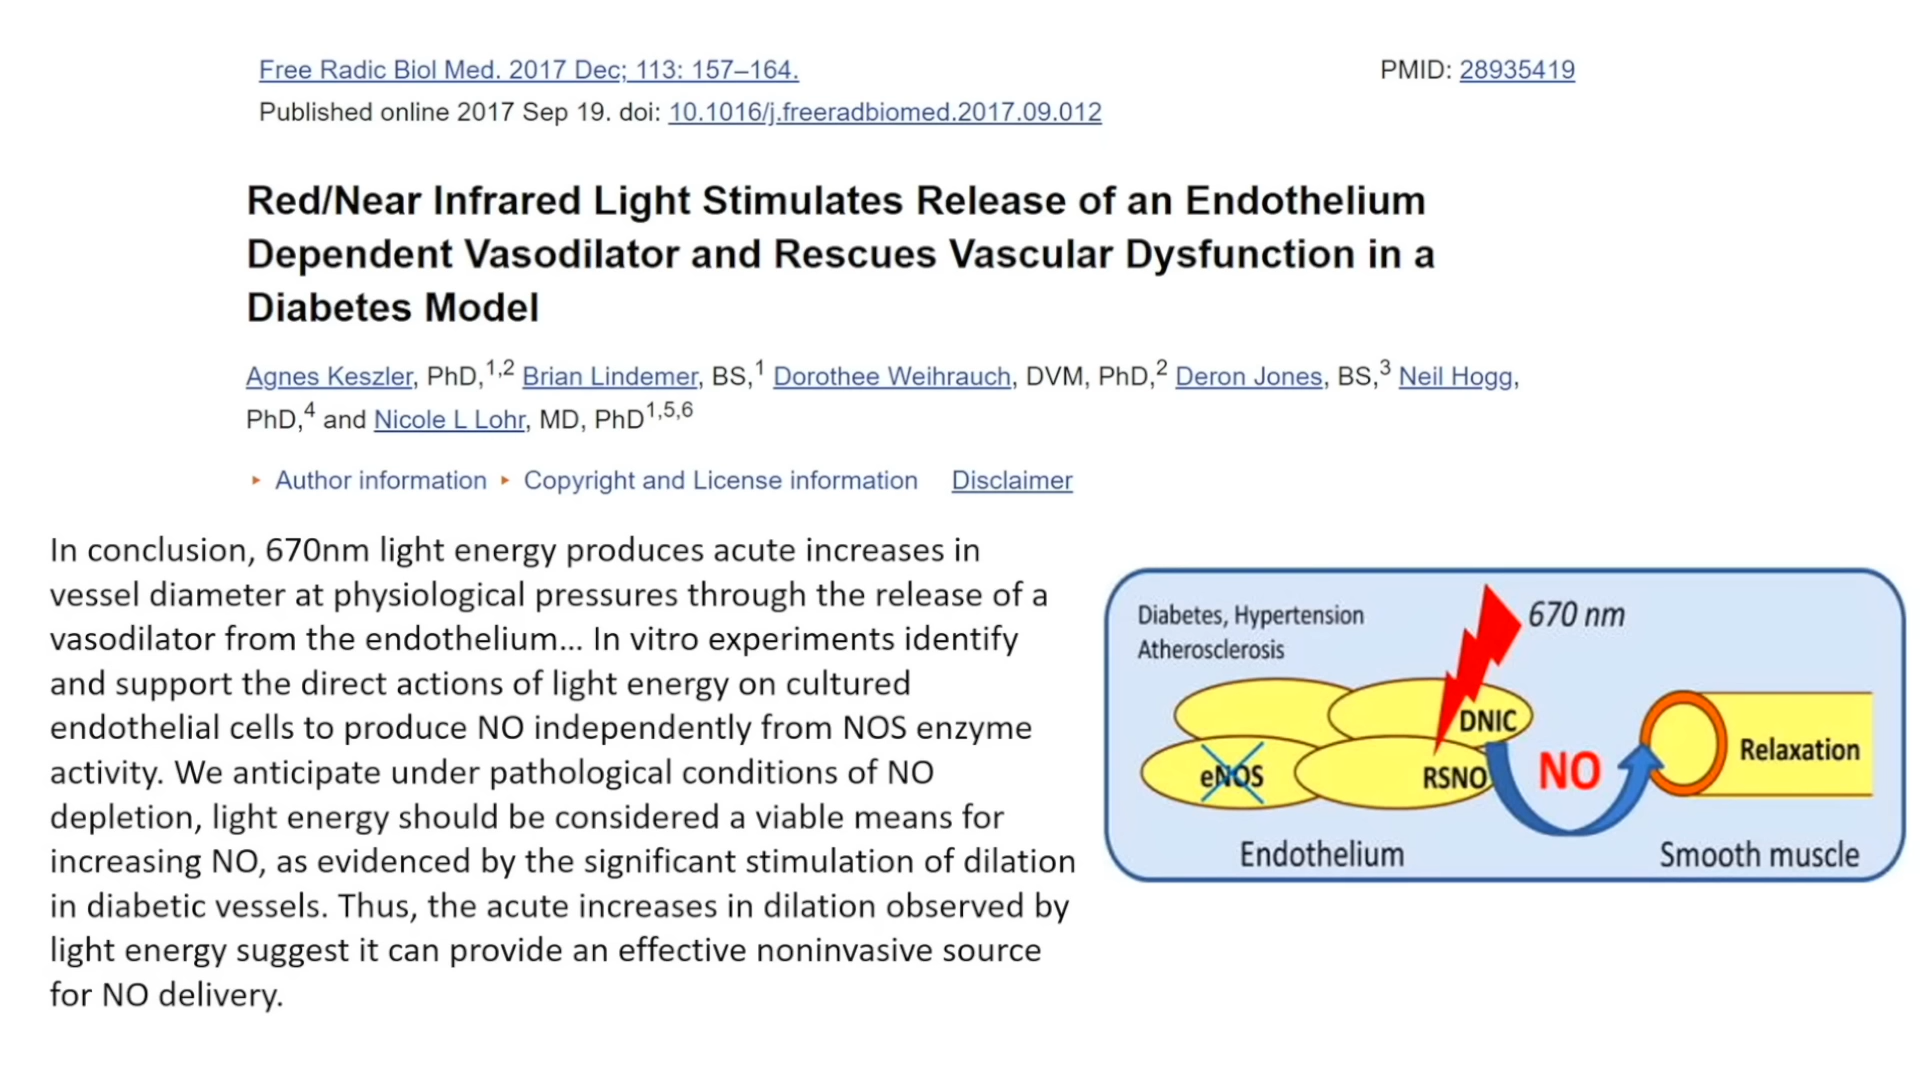 Free Radic Biol Med. 2017 Dec; 113: 157–164.
PMID: 28935419
Published online 2017 Sep 19. doi: 10.1016/j.freeradbiomed.2017.09.012
Red/Near Infrared Light Stimulates Release of an Endothelium
Dependent Vasodilator and Rescues Vascular Dysfunction in a
Diabetes Model
Agnes Keszler, PhD,1,2 Brian Lindemer, BS,1 Dorothee Weihrauch, DVM, PhD,2 Deron Jones, BS,3 Neil Hogg,
PhD,4 and Nicole L Lohr, MD, PhD1,5,6
▸ Author information ▸ Copyright and License information Disclaimer
In conclusion, 670nm light energy produces acute increases in
vessel diameter at physiological pressures through the release of a
vasodilator from the endothelium... In vitro experiments identify
and support the direct actions of light energy on cultured
endothelial cells to produce NO independently from NOS enzyme
activity. We anticipate under pathological conditions of NO
depletion, light energy should be considered a viable means for
increasing NO, as evidenced by the significant stimulation of dilation
in diabetic vessels. Thus, the acute increases in dilation observed by
light energy suggest it can provide an effective noninvasive source
for NO delivery.
Diabetes, Hypertension
Atherosclerosis
670 nm
DNIC
eNOS
RSNO
NO
Relaxation
Endothelium
Smooth muscle